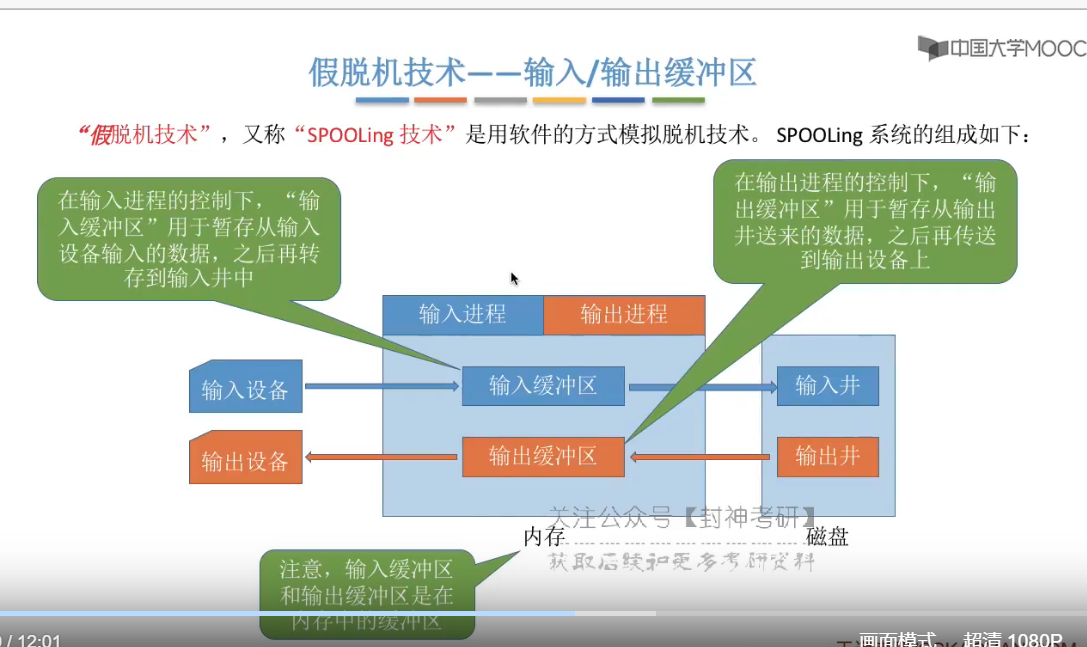 中国大学MOOC
假脱机技术——输入/输出缓冲区
“假脱机技术”，又称“SPOOLing 技术”是用软件的方式模拟脱机技术。 SPOOLing 系统的组成如下：
在输入进程的控制下，“输
入缓冲区”用于暂存从输入
设备输入的数据，之后再转
存到输入井中
在输出进程的控制下，“输
出缓冲区”用于暂存从输出
井送来的数据，之后再传送
到输出设备上
输入进程
输出进程
输入设备
输入缓冲区
输入井
输出设备
输出缓冲区
输出井
关注公众号【封神考研】
内存
磁盘
获取后续和更多考研资料
注意，输入缓冲区
和输出缓冲区是在
内存中的缓冲区
/ 12:01
画面模式
超清 1080P